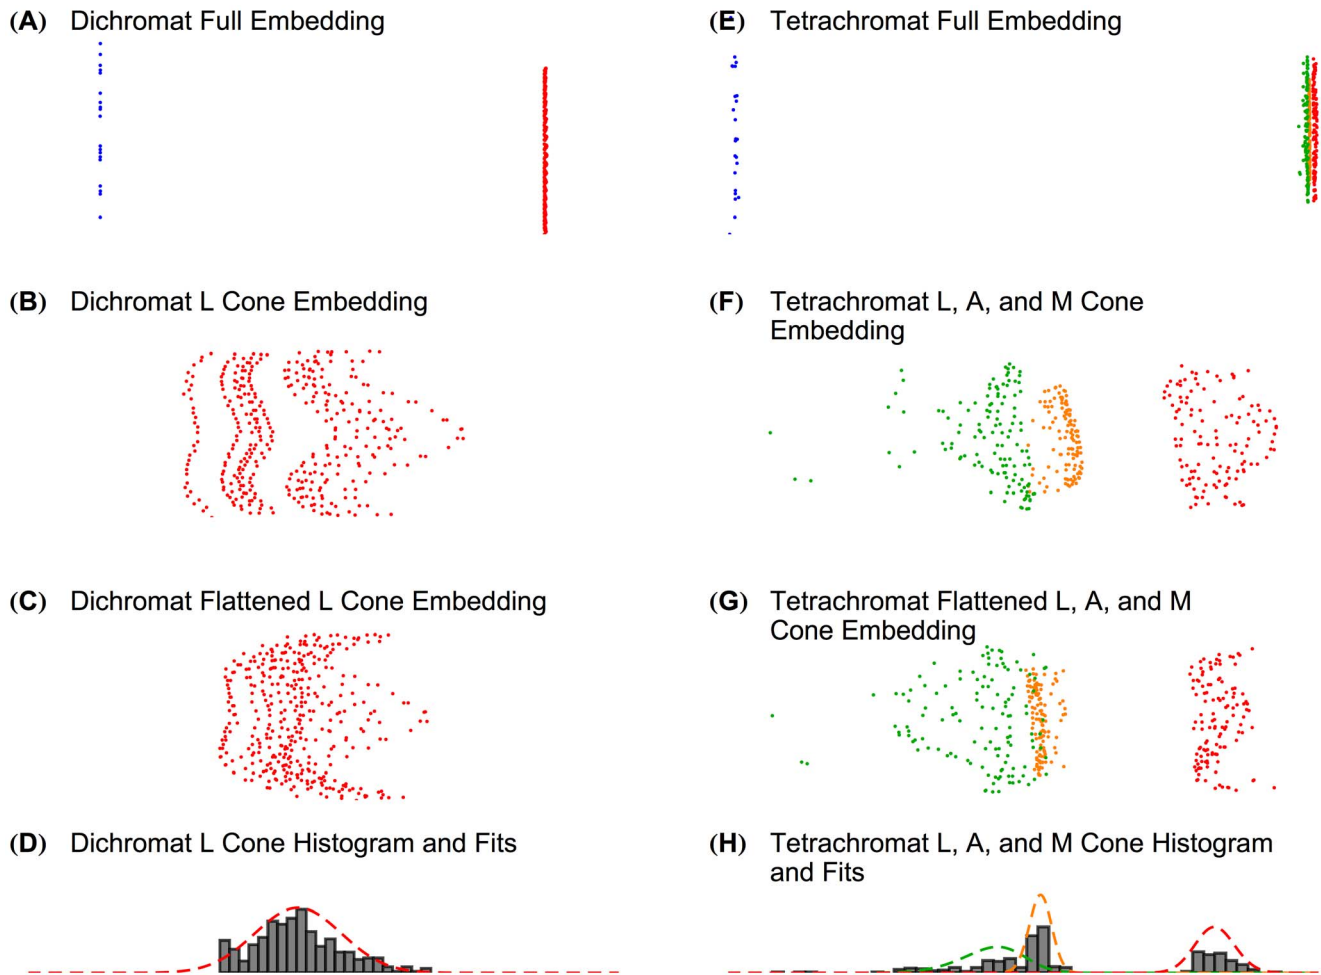 (A) Dichromat Full Embedding
(B) Dichromat L Cone Embedding
(C) Dichromat Flattened L Cone Embedding
(D) Dichromat L Cone Histogram and Fits
(E) Tetrachromat Full Embedding
(F) Tetrachromat L, A, and M Cone
Embedding
(G) Tetrachromat Flattened L, A, and M
Cone Embedding
(H) Tetrachromat L, A, and M Cone Histogram
and Fits